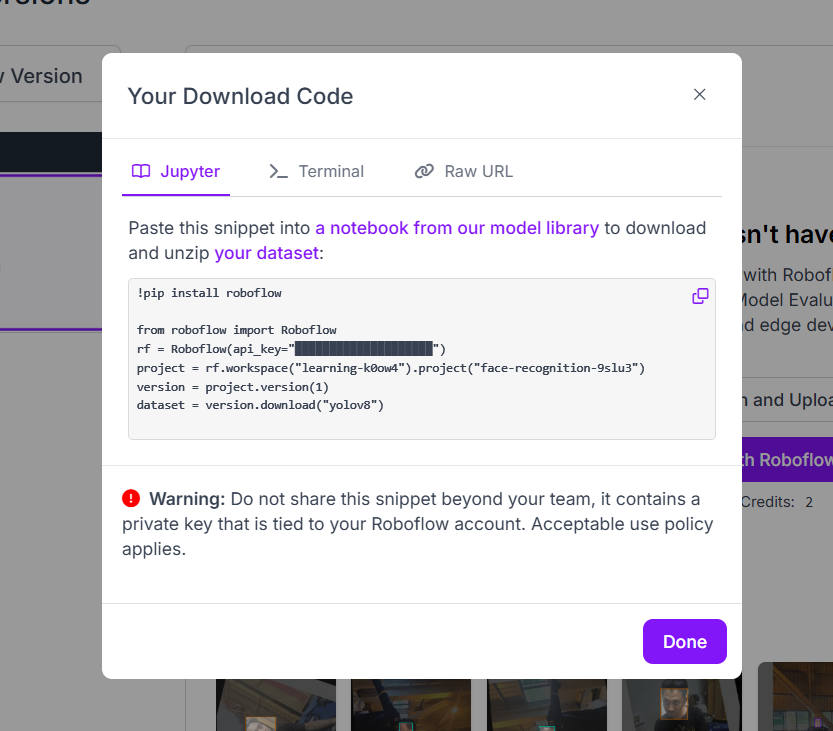 w Version
Your Download Code
Jupyter
Terminal
Raw URL
Paste this snippet into a notebook from our model library to download
and unzip your dataset:
!pip install roboflow
from roboflow import Roboflow
rf = Roboflow(api_key="██████████████████")
project = rf.workspace("learning-k0ow4").project("face-recognition-9slu3")
version = project.version(1)
dataset = version.download("yolov8")
Warning: Do not share this snippet beyond your team, it contains a
private key that is tied to your Roboflow account. Acceptable use policy
applies.
Done
sn't have
with Robof
Model Evalu
nd edge dev
n and Uploa
th Roboflow
Credits: 2